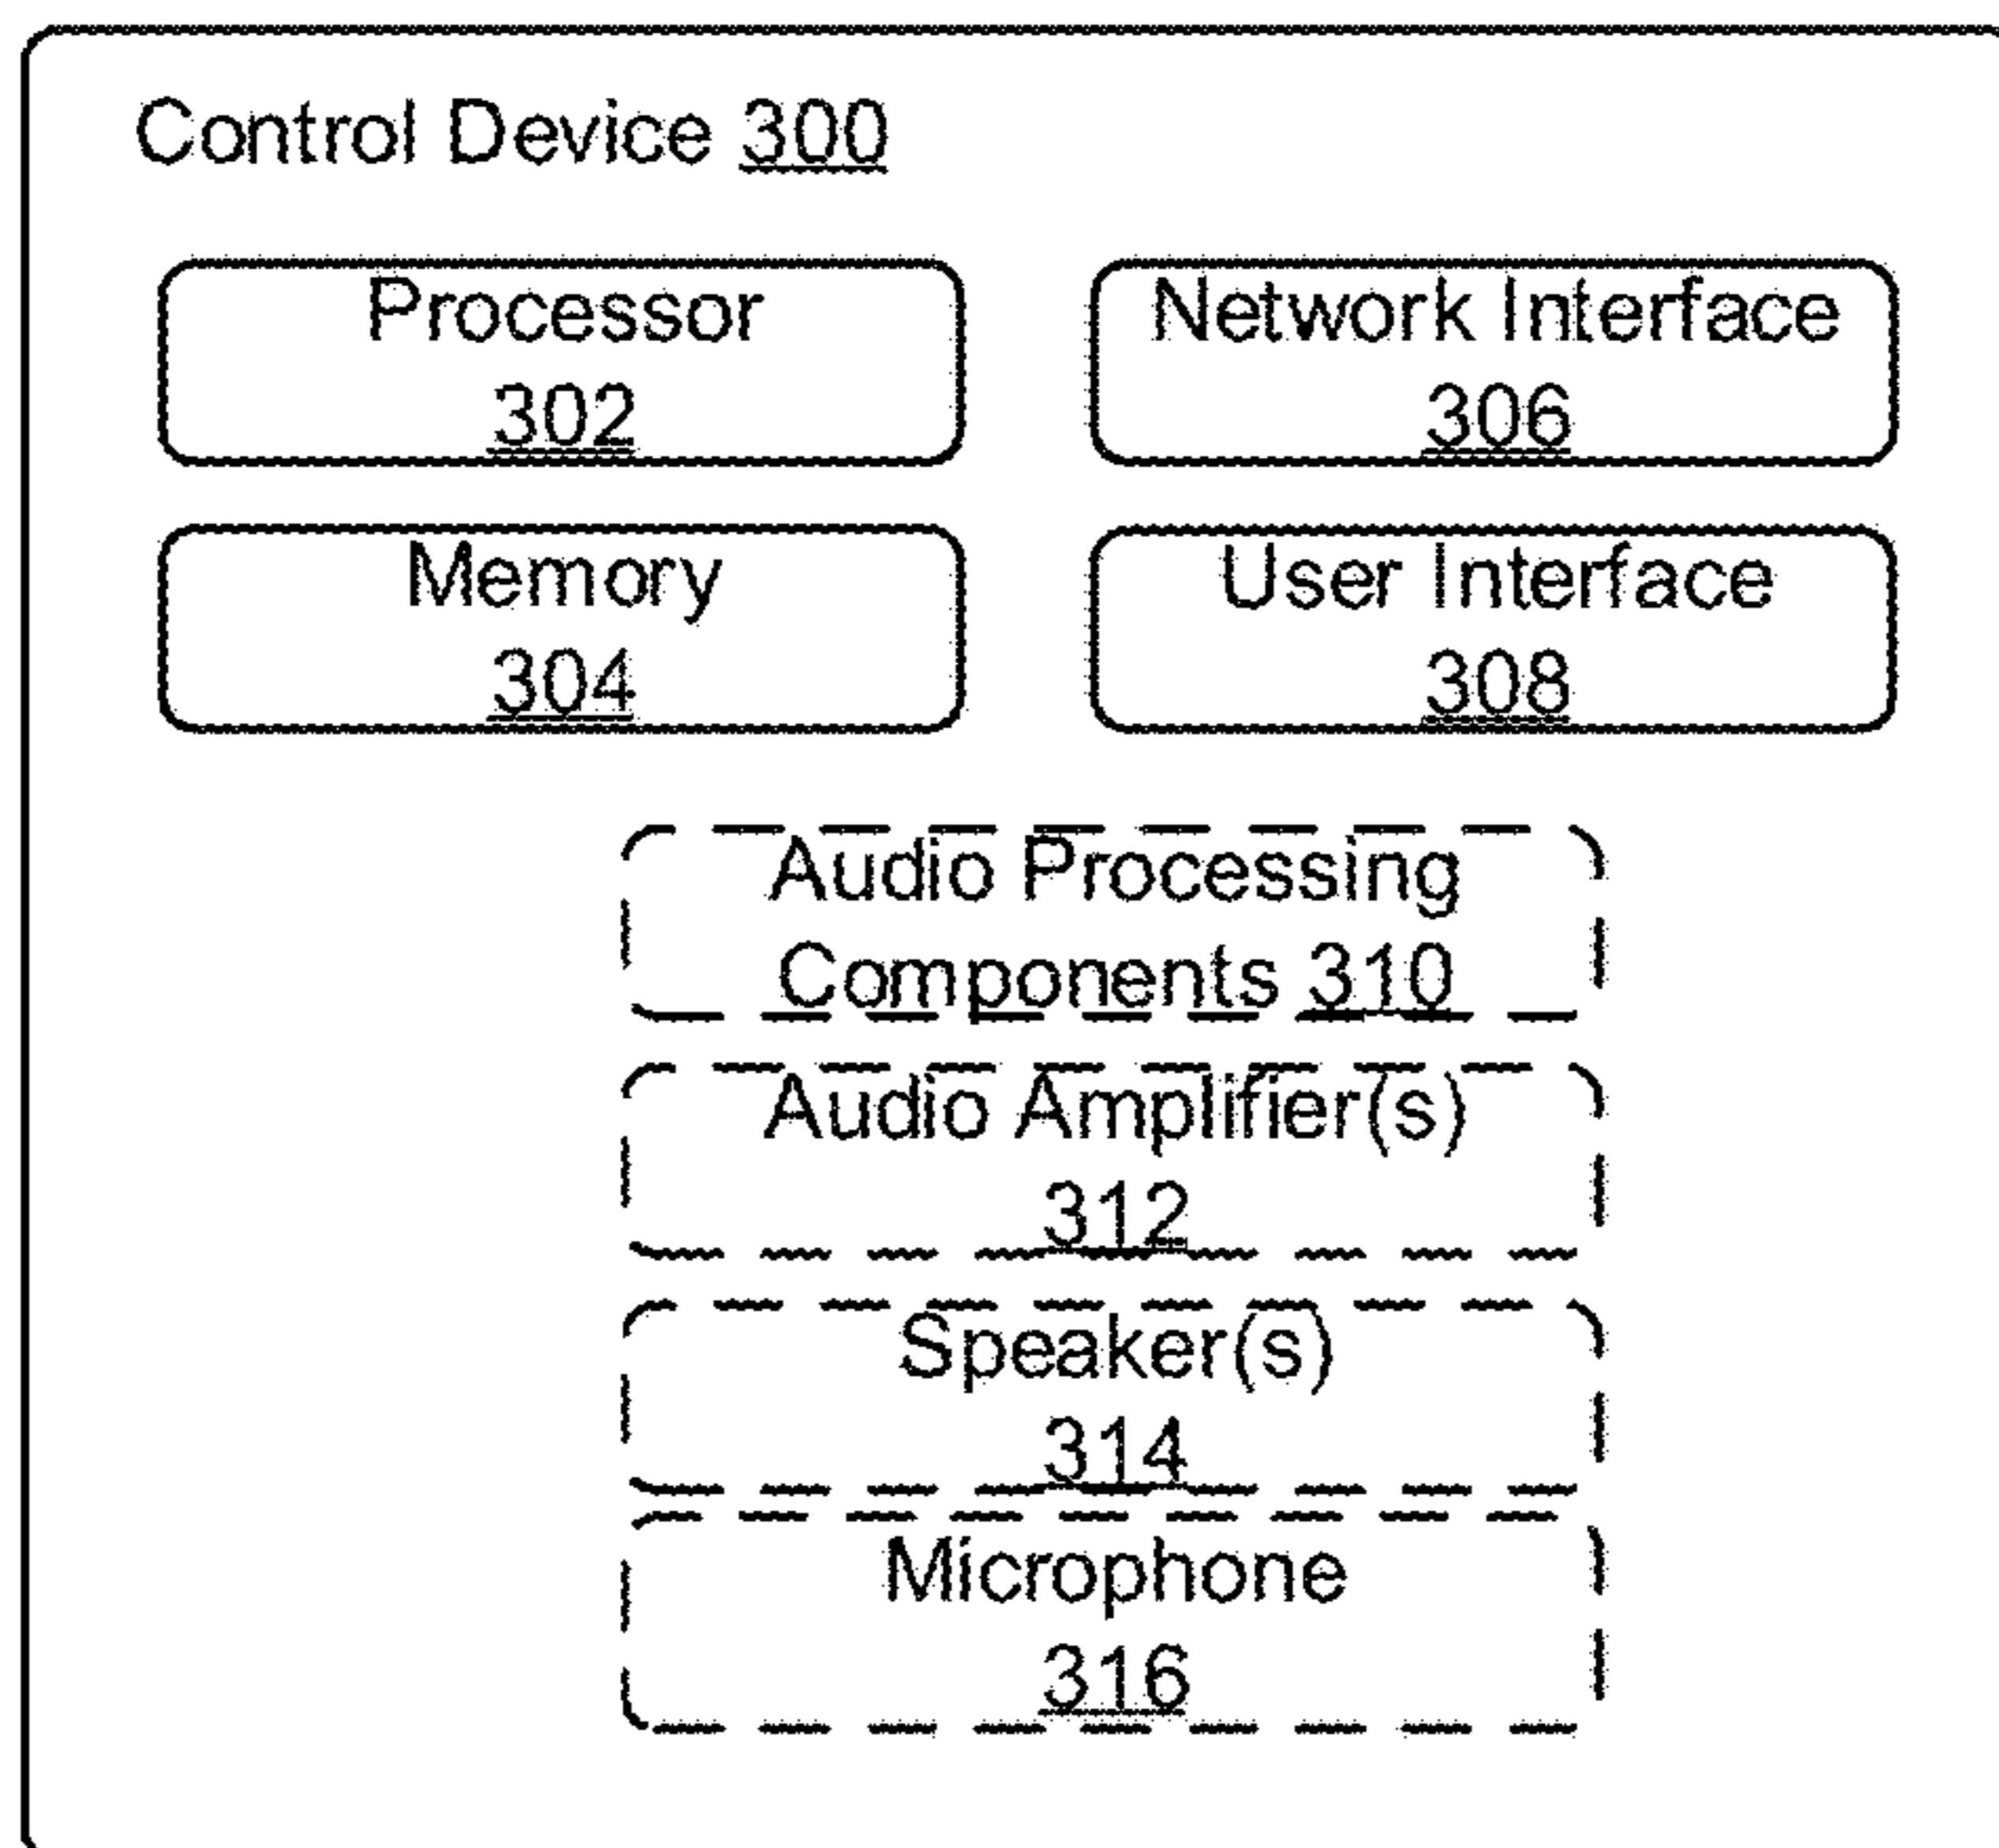 Control Device 300
Processor
302
Network Interface
306
Memory
304
User Interface
308
Audio Processing
Components 310
Audio Amplifier(s)
312
Speaker(s)
314
Microphone
316